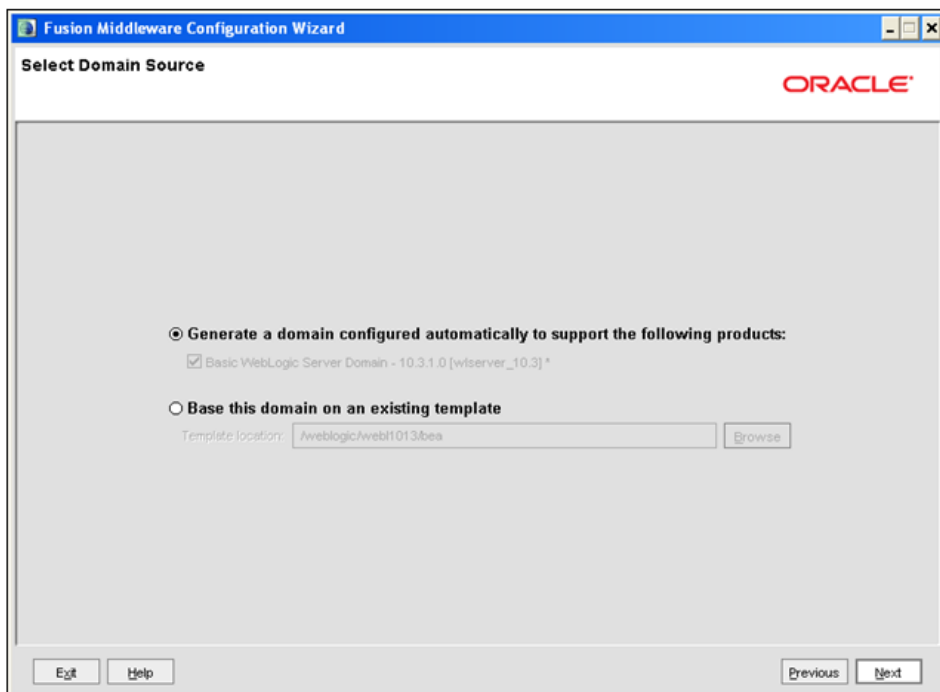 Fusion Middleware Configuration Wizard
Select Domain Source
ORACLE
Generate a domain configured automatically to support the following products:
Basic WebLogic Server Domain - 10.3.1.0 [wlserver_10.3] *
Base this domain on an existing template
Template location: /weblogic/webl1013/bea Browse
Exit Help Previous Next